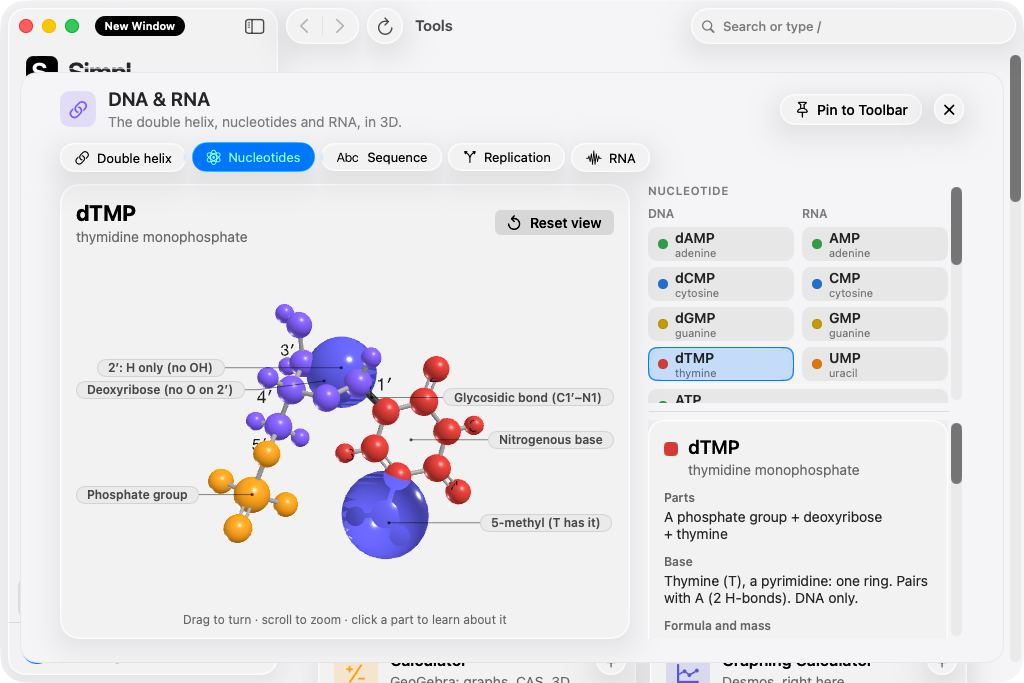 New Window
Tools
Search or type /
Simpl
DNA & RNA
The double helix, nucleotides and RNA, in 3D.
Pin to Toolbar
Double helix
Nucleotides
Abc Sequence
Replication
RNA
dTMP
thymidine monophosphate
Reset view
3′
2′: H only (no OH)
Deoxyribose (no O on 2′)
1′
4′
Glycosidic bond (C1′–N1)
Nitrogenous base
5′
Phosphate group
5-methyl (T has it)
Drag to turn · scroll to zoom · click a part to learn about it
NUCLEOTIDE
DNA
RNA
dAMP
adenine
AMP
adenine
dCMP
cytosine
CMP
cytosine
dGMP
guanine
GMP
guanine
dTMP
thymine
UMP
uracil
ATP
dTMP
thymidine monophosphate
Parts
A phosphate group + deoxyribose
+ thymine
Base
Thymine (T), a pyrimidine: one ring. Pairs
with A (2 H-bonds). DNA only.
Formula and mass
Calculator
GeoGebra: graphs, CAS, 3D
Graphing Calculator
Desmos, right here